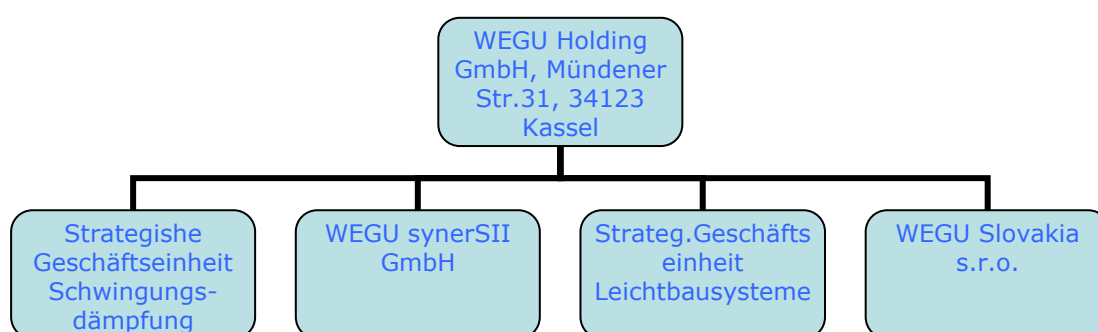 WEGU Holding
GmbH, Mündener
Str.31, 34123
Kassel
Strategishe
Geschäftseinheit
Schwingungs-
dämpfung
WEGU synerSII
GmbH
Strateg.Geschäfts
einheit
Leichtbausysteme
WEGU Slovakia
s.r.o.